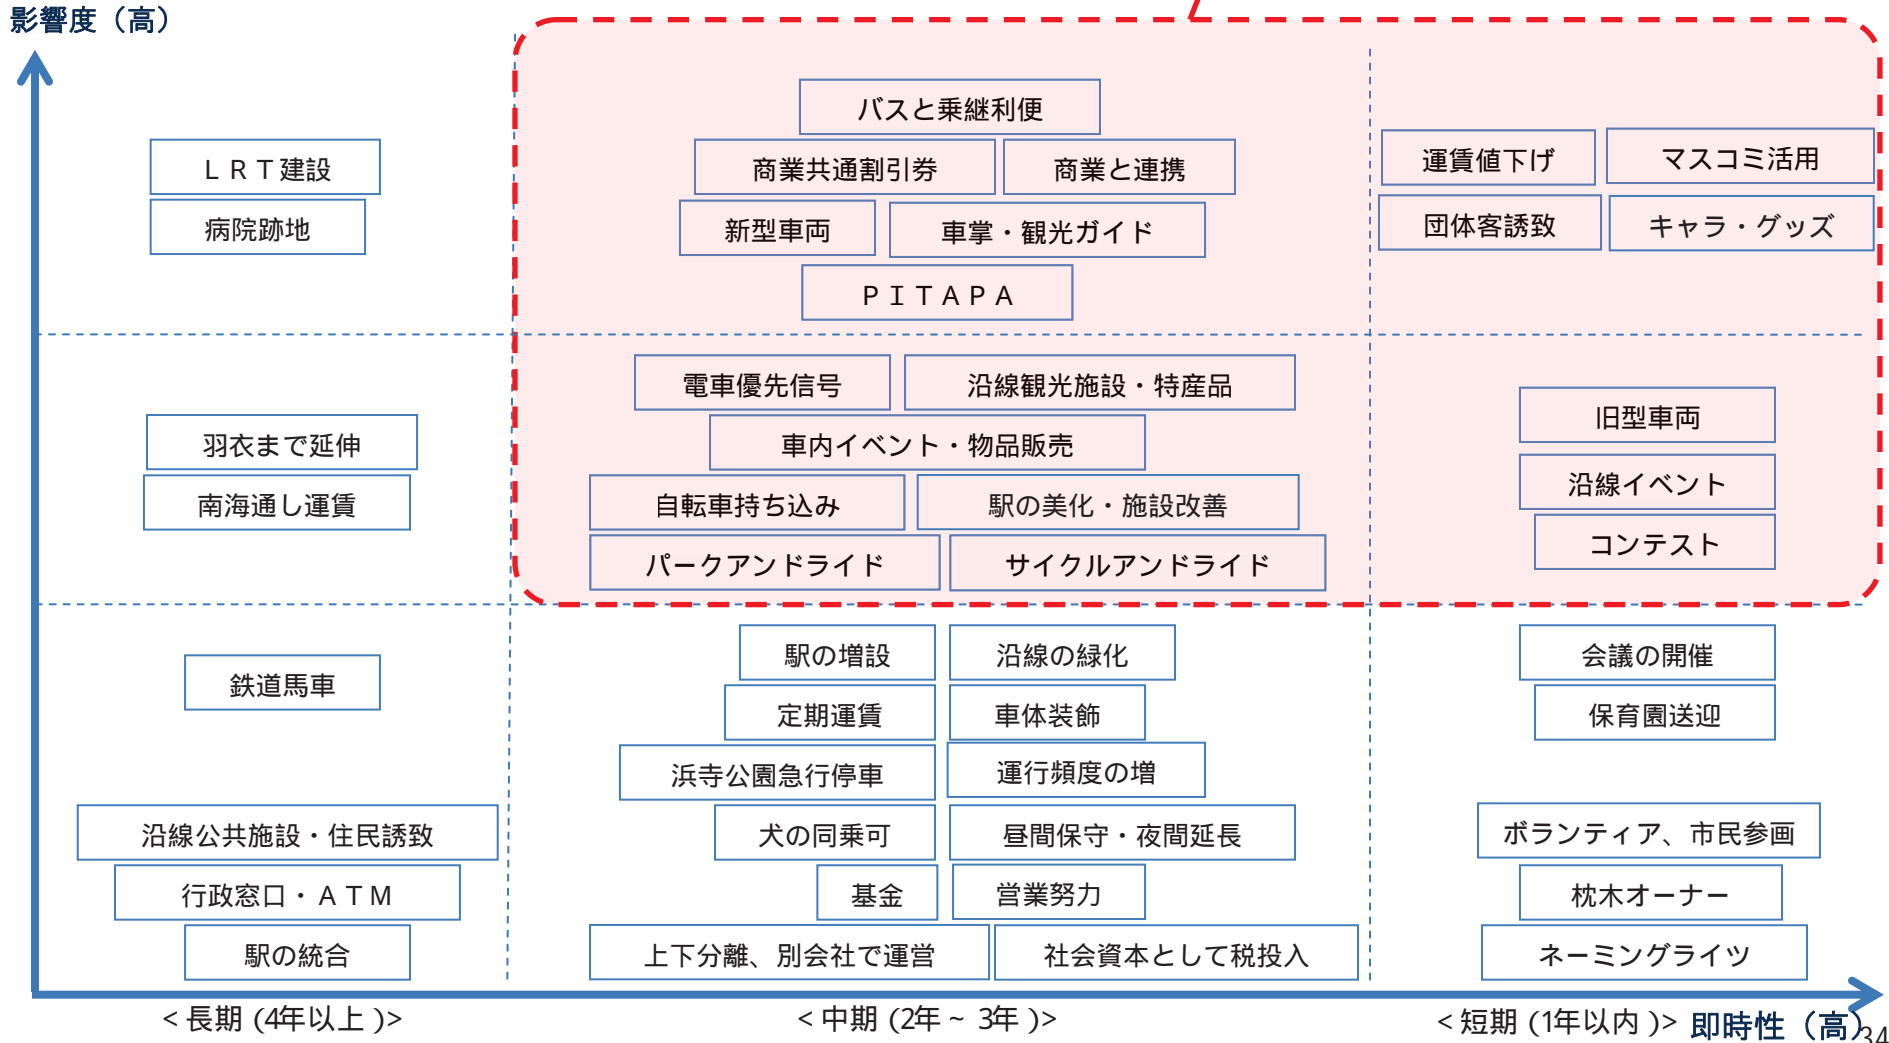 影響度（高）
バスと乗継利便
ＬＲＴ建設
商業共通割引券
商業と連携
運賃値下げ
マスコミ活用
病院跡地
新型車両
車掌・観光ガイド
団体客誘致
キャラ・グッズ
ＰＩＴＡＰＡ
電車優先信号
沿線観光施設・特産品
旧型車両
羽衣まで延伸
車内イベント・物品販売
沿線イベント
南海通し運賃
自転車持ち込み
駅の美化・施設改善
コンテスト
パークアンドライド
サイクルアンドライド
駅の増設
沿線の緑化
会議の開催
鉄道馬車
定期運賃
車体装飾
保育園送迎
浜寺公園急行停車
運行頻度の増
沿線公共施設・住民誘致
犬の同乗可
昼間保守・夜間延長
ボランティア、市民参画
行政窓口・ＡＴＭ
基金
営業努力
枕木オーナー
駅の統合
上下分離、別会社で運営
社会資本として税投入
ネーミングライツ
<長期(4年以上)>
<中期(2年～3年)>
<短期(1年以内)>
即時性（高）
34